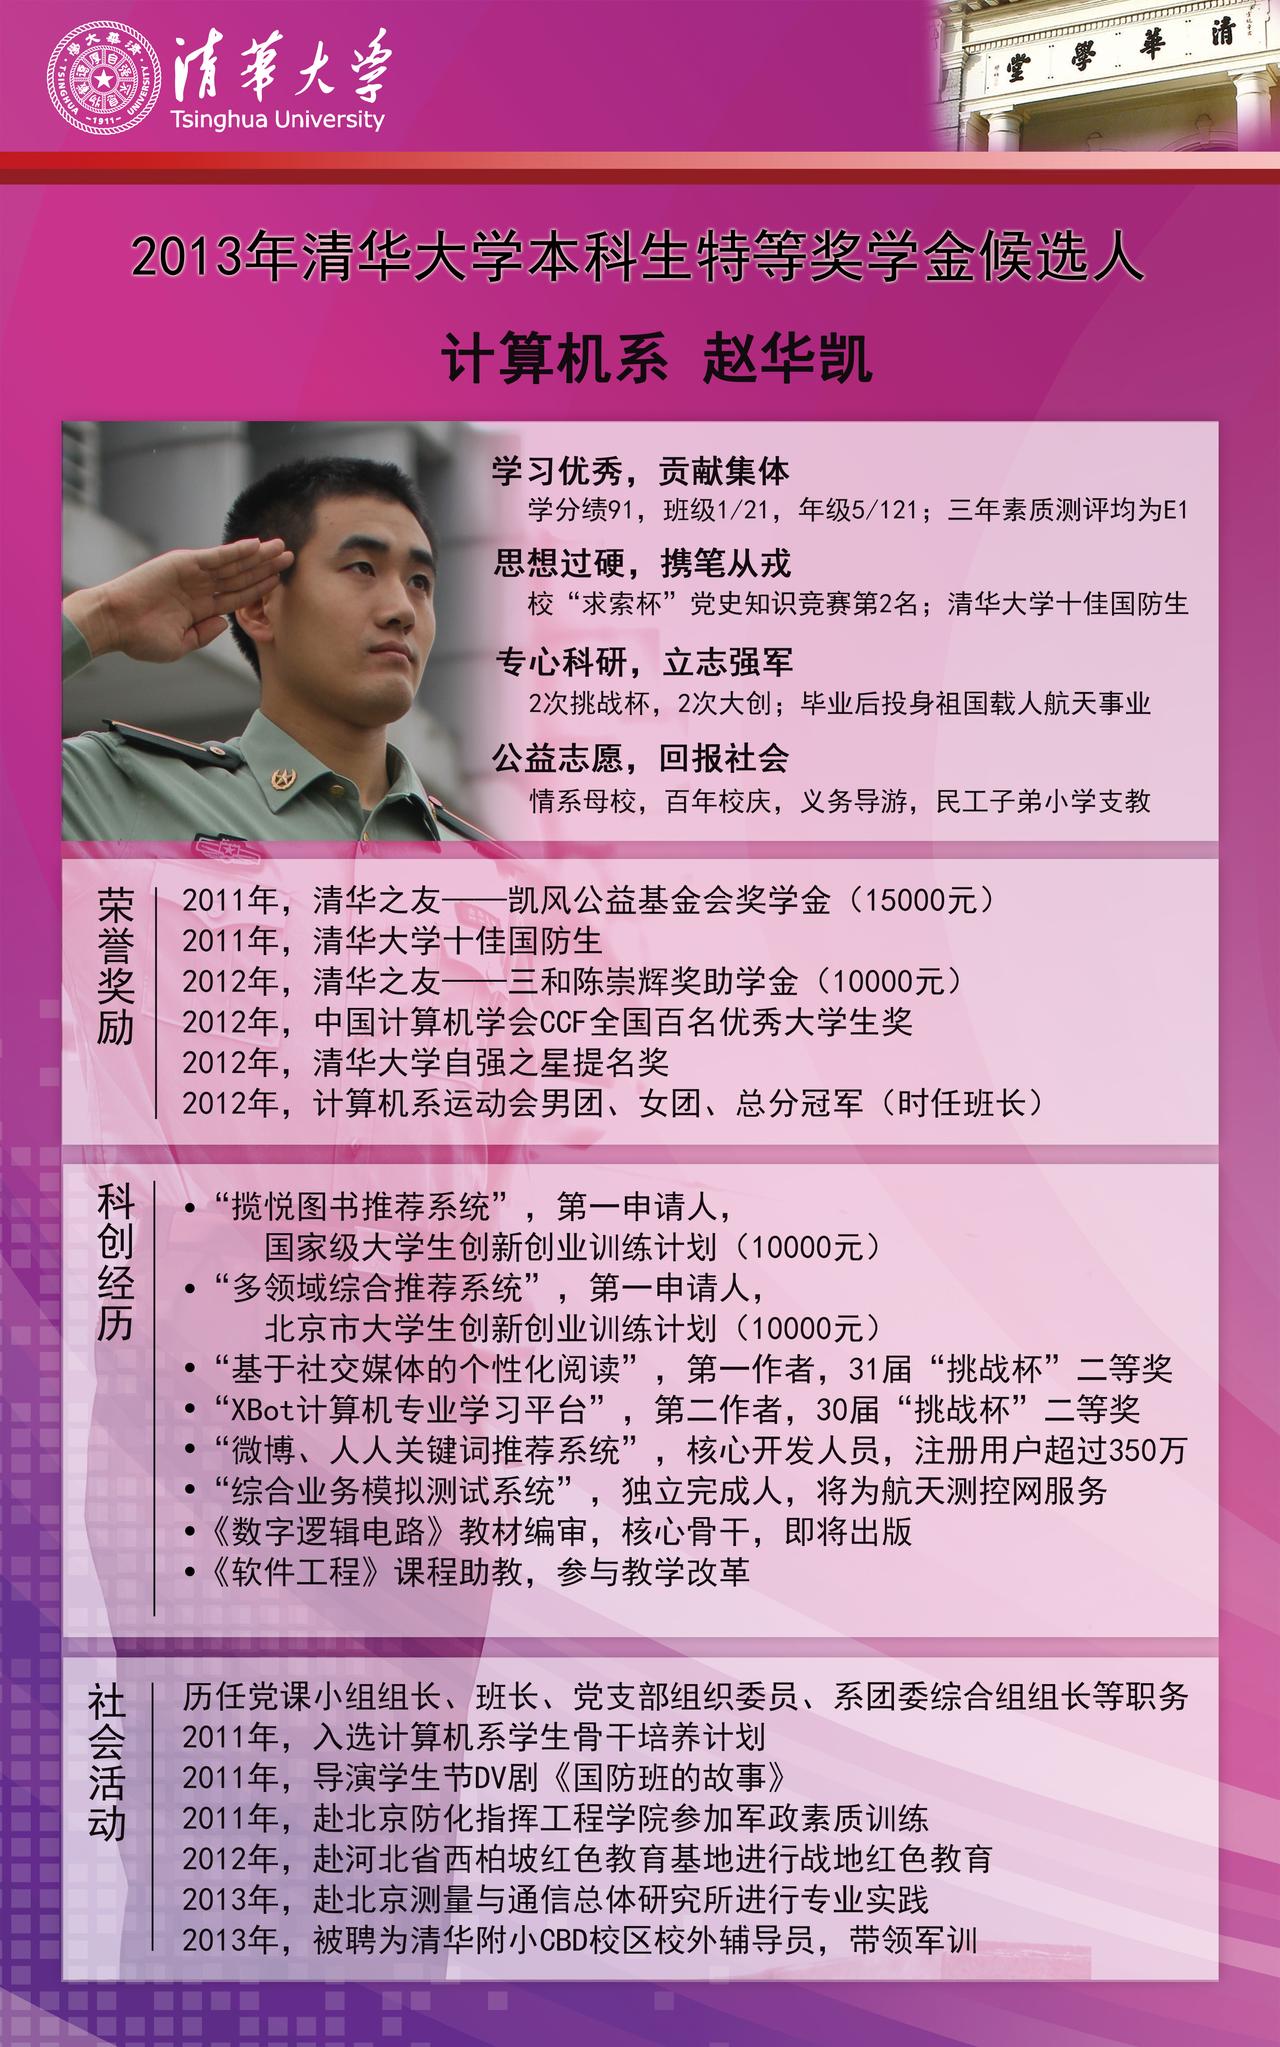 清华大学
Tsinghua University
清華學堂
清華大學
TSINGHUA UNIVERSITY
自强不息
厚德载物
-1911-
2013年清华大学本科生特等奖学金候选人
计算机系 赵华凯
学习优秀，贡献集体
学分绩91，班级1/21，年级5/121；三年素质测评均为E1
思想过硬，携笔从戎
校“求索杯”党史知识竞赛第2名；清华大学十佳国防生
专心科研，立志强军
2次挑战杯，2次大创；毕业后投身祖国载人航天事业
公益志愿，回报社会
情系母校，百年校庆，义务导游，民工子弟小学支教
荣誉奖励
2011年，清华之友——凯风公益基金会奖学金（15000元）
2011年，清华大学十佳国防生
2012年，清华之友——三和陈崇辉奖助学金（10000元）
2012年，中国计算机学会CCF全国百名优秀大学生奖
2012年，清华大学自强之星提名奖
2012年，计算机系运动会男团、女团、总分冠军（时任班长）
科创经历
•“揽悦图书推荐系统”，第一申请人，
国家级大学生创新创业训练计划（10000元）
•“多领域综合推荐系统”，第一申请人，
北京市大学生创新创业训练计划（10000元）
•“基于社交媒体的个性化阅读”，第一作者，31届“挑战杯”二等奖
•“XBot计算机专业学习平台”，第二作者，30届“挑战杯”二等奖
•“微博、人人关键词推荐系统”，核心开发人员，注册用户超过350万
•“综合业务模拟测试系统”，独立完成人，将为航天测控网服务
•《数字逻辑电路》教材编审，核心骨干，即将出版
•《软件工程》课程助教，参与教学改革
社会活动
历任党课小组组长、班长、党支部组织委员、系团委综合组组长等职务
2011年，入选计算机系学生骨干培养计划
2011年，导演学生节DV剧《国防班的故事》
2011年，赴北京防化指挥工程学院参加军政素质训练
2012年，赴河北省西柏坡红色教育基地进行战地红色教育
2013年，赴北京测量与通信总体研究所进行专业实践
2013年，被聘为清华附小CBD校区校外辅导员，带领军训